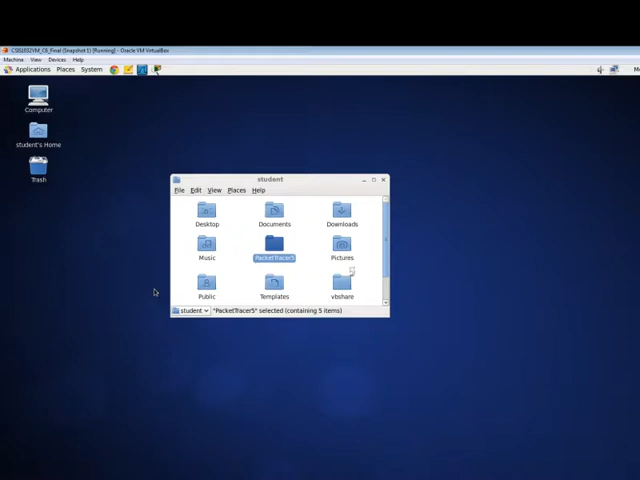 (Snapshot 1) [Running] - Oracle VM VirtualBox
Machine View Devices Help
Applications Places System
Computer
student's Home
Trash
student
File Edit View Places Help
Desktop Documents Downloads
Music PacketTracer5 Pictures
Public Templates vbshare
student "PacketTracer5" selected (containing 5 items)